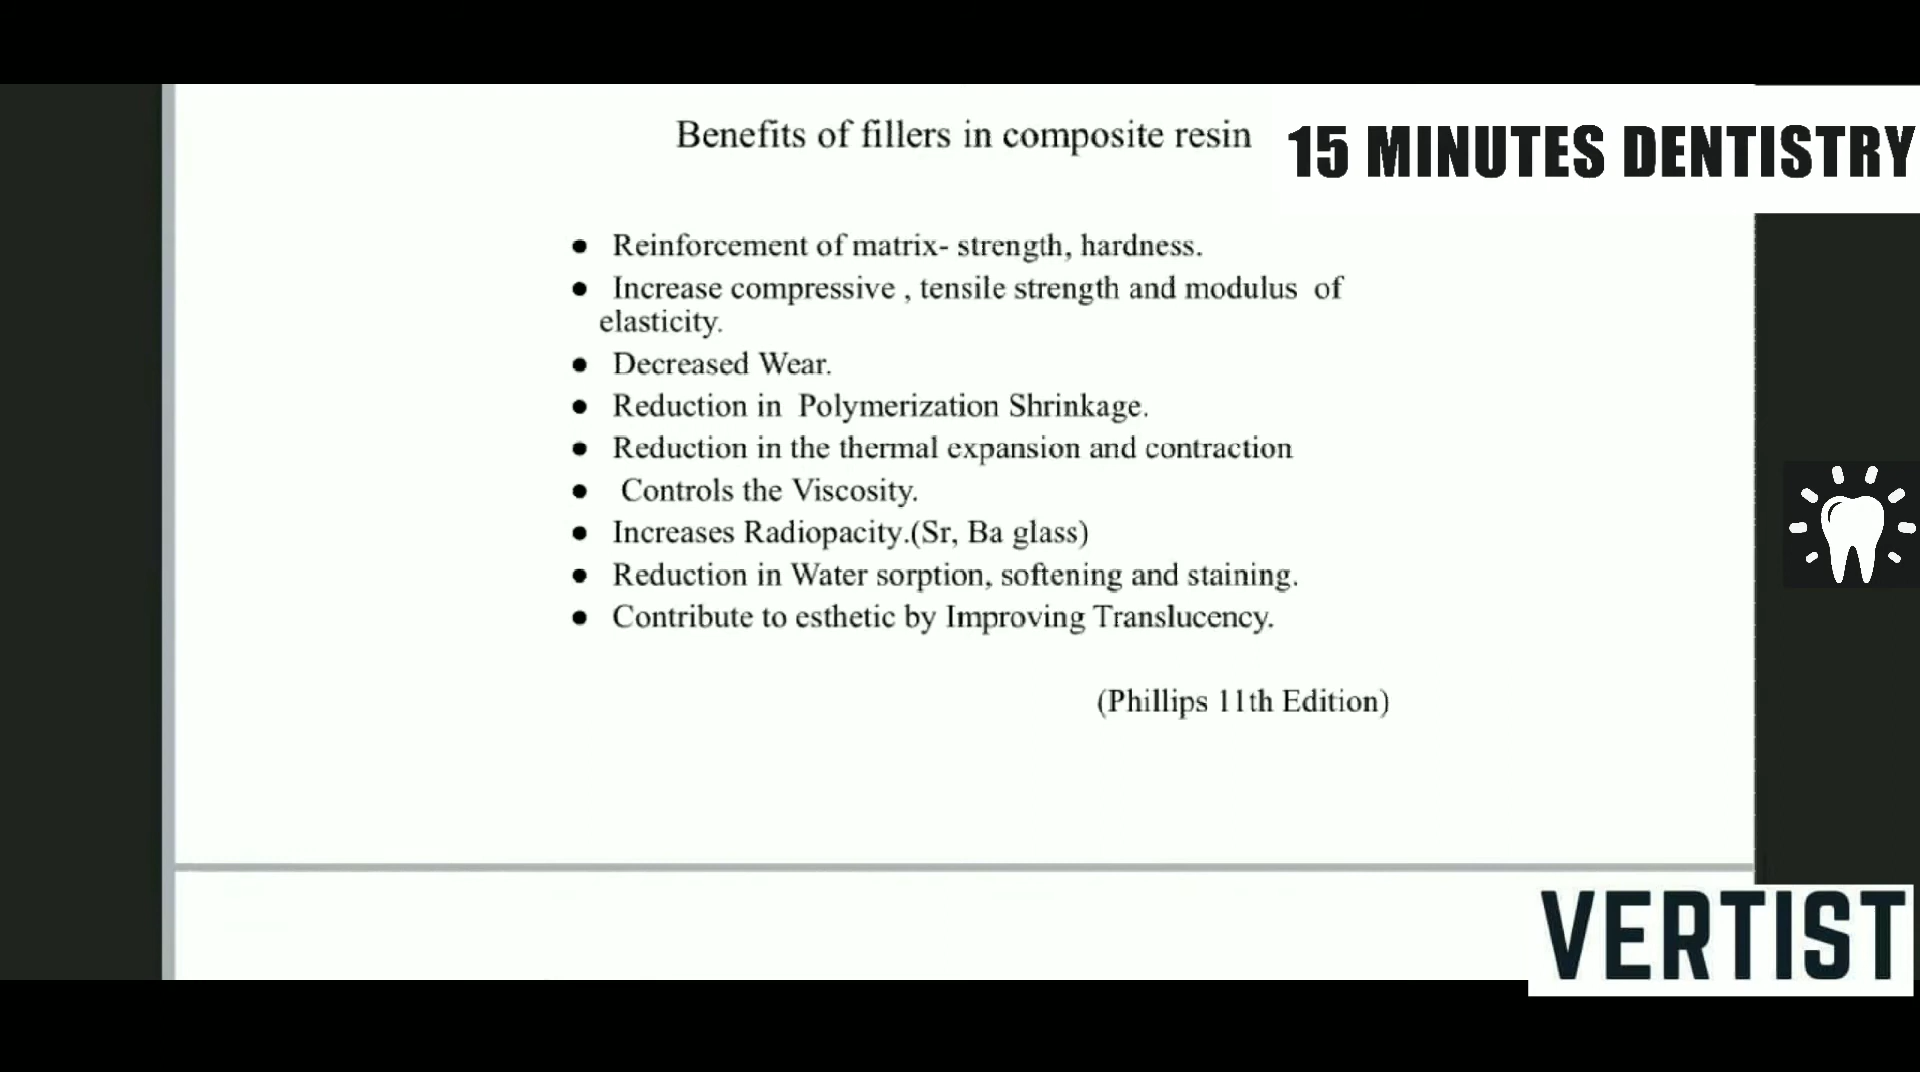 Benefits of fillers in composite resin
15 MINUTES DENTISTRY
● Reinforcement of matrix- strength, hardness.
● Increase compressive , tensile strength and modulus of
elasticity.
● Decreased Wear.
● Reduction in Polymerization Shrinkage.
● Reduction in the thermal expansion and contraction
● Controls the Viscosity.
● Increases Radiopacity.(Sr, Ba glass)
● Reduction in Water sorption, softening and staining.
● Contribute to esthetic by Improving Translucency.
(Phillips 11th Edition)
VERTIST